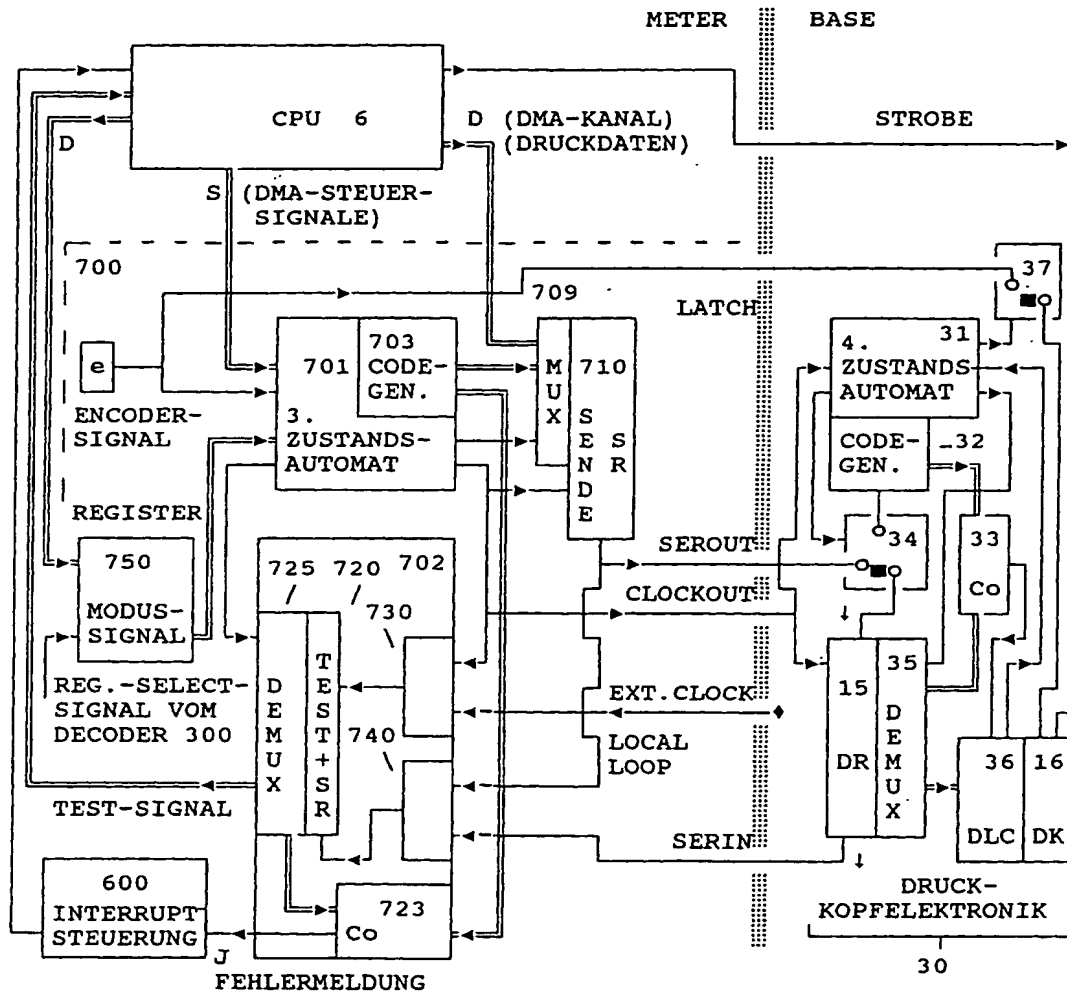 METER BASE
CPU 6
D (DMA-KANAL)
(DRUCKDATEN)
STROBE
D
S (DMA-STEUER-
SIGNALE)
700
709
37
LATCH
e
ENCODER-
SIGNAL
701
703
CODE-
GEN.
3.
ZUSTANDS-
AUTOMAT
MUX
710
SENDE
SR
31
4.
ZUSTANDS
AUTOMAT
CODE-
GEN.
32
REGISTER
750
MODUS-
SIGNAL
REG.-SELECT-
SIGNAL VOM
DECODER 300
725
720
702
730
740
DEMUX
TEST+SR
SEROUT
CLOCKOUT
EXT.CLOCK
LOCAL
LOOP
SERIN
34
33
Co
15
DR
35
DEMUX
36
DLC
16
DK
TEST-SIGNAL
600
INTERRUPT
STEUERUNG
J
723
Co
FEHLERMELDUNG
DRUCK-
KOPFELEKTRONIK
30